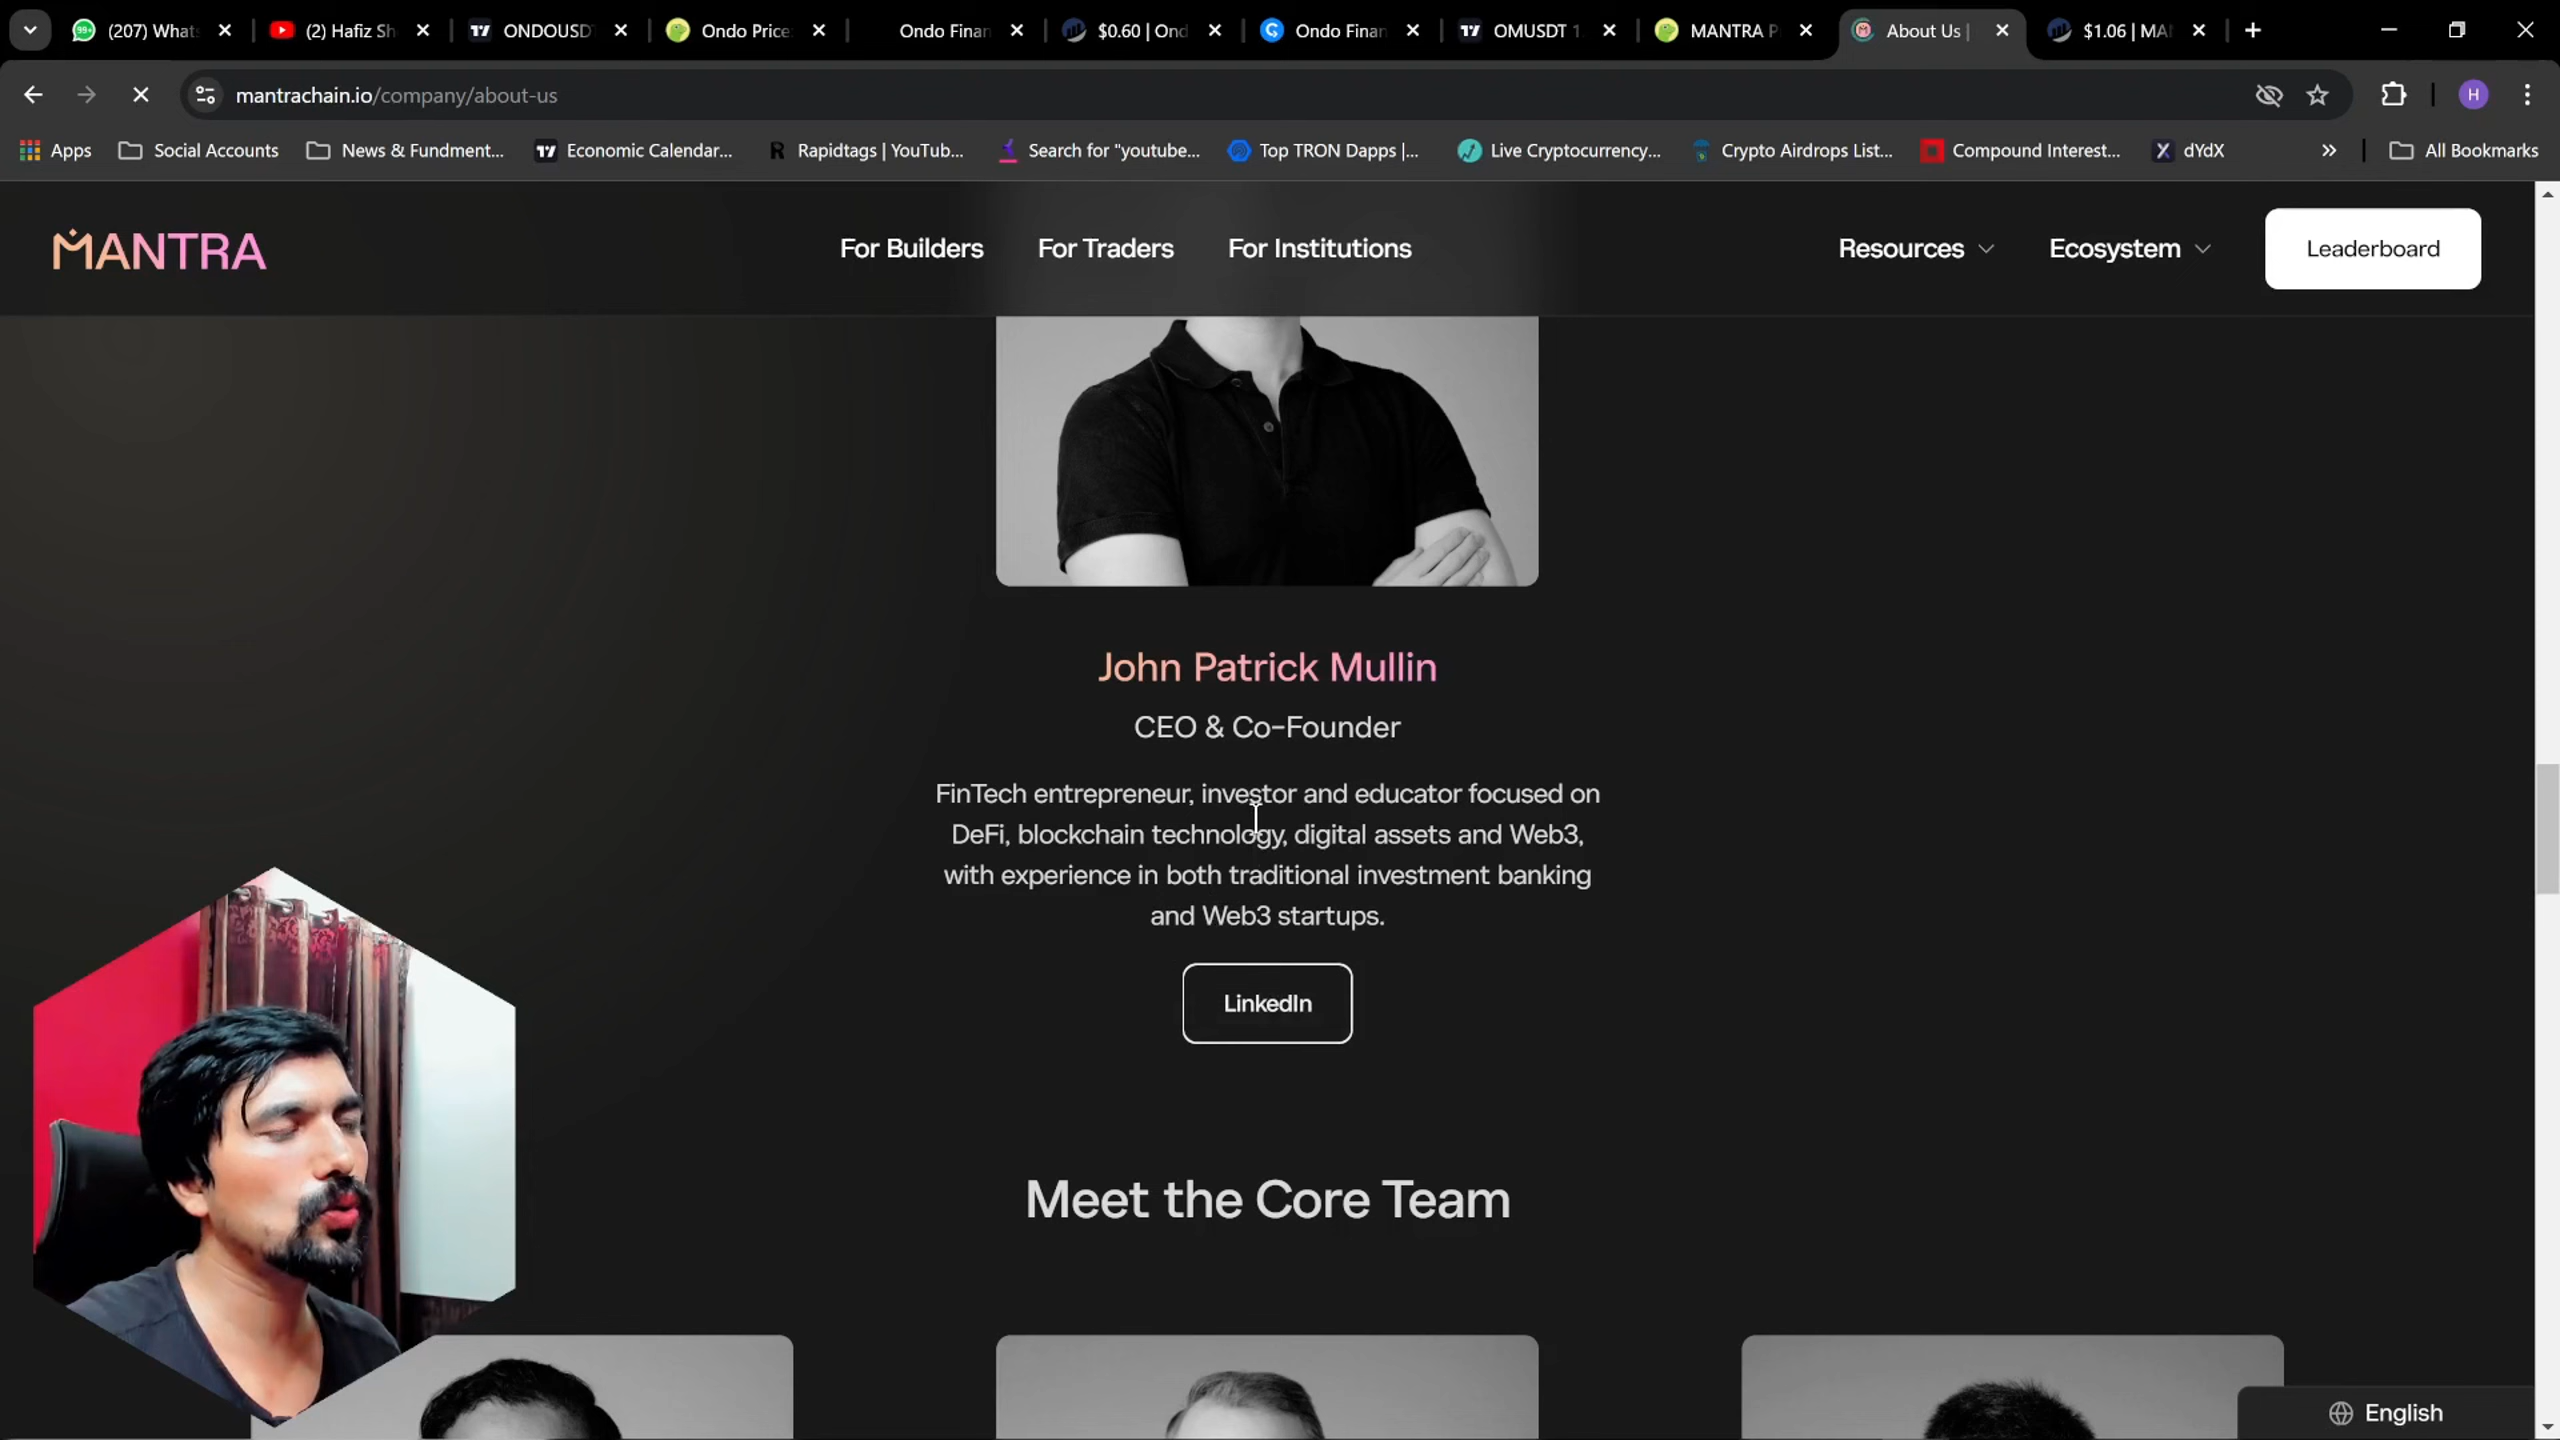 (207) Whats
(2) Hafiz Sh
ONDOUSDT
Ondo Price
Ondo Finan
$0.60 | Ond
Ondo Finan
OMUSDT 1.
MANTRA P
About Us |
$1.06 | MA
mantrachain.io/company/about-us
H
Apps
Social Accounts
News & Fundment...
Economic Calendar...
Rapidtags | YouTub...
Search for "youtube...
Top TRON Dapps |...
Live Cryptocurrency...
Crypto Airdrops List...
Compound Interest...
dYdX
All Bookmarks
MANTRA
For Builders
For Traders
For Institutions
Resources
Ecosystem
Leaderboard
John Patrick Mullin
CEO & Co-Founder
FinTech entrepreneur, investor and educator focused on
DeFi, blockchain technology, digital assets and Web3,
with experience in both traditional investment banking
and Web3 startups.
LinkedIn
Meet the Core Team
English